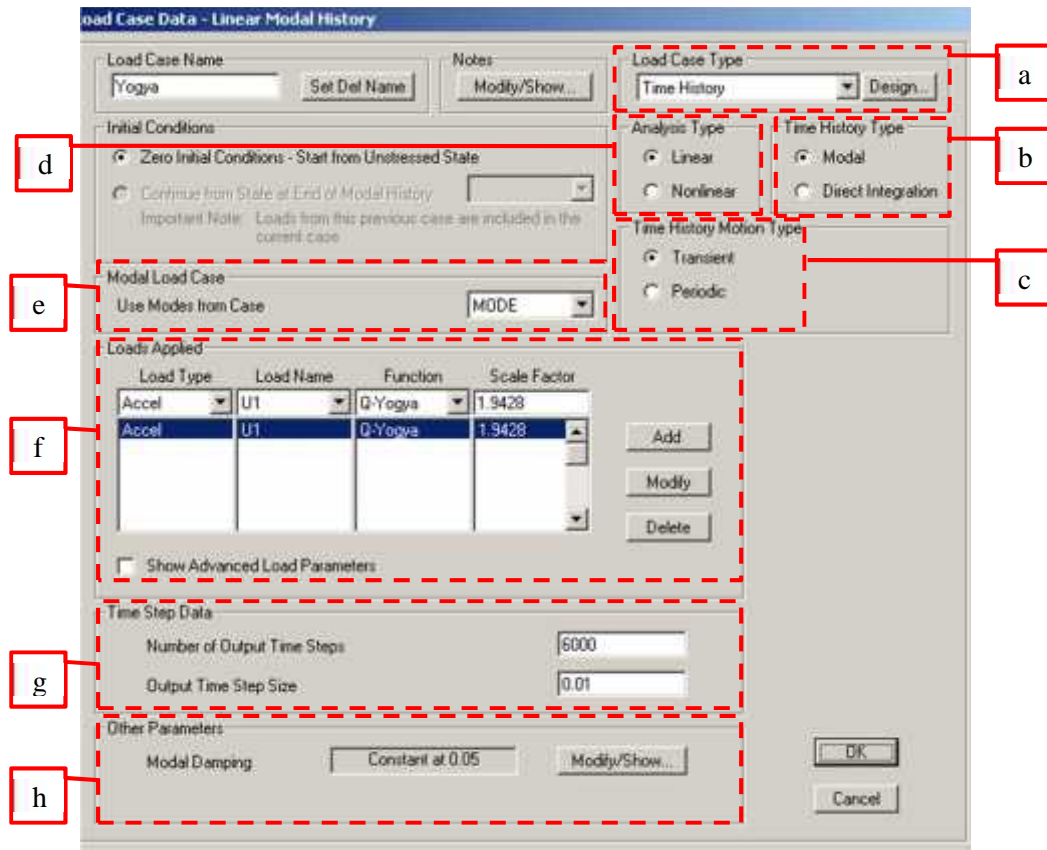 oad Case Data - Linear Modal History
Load Case Name
Notes
Load Case Type
a
Yogya
Set Def Name
Modify/Show...
Time History
Design...
Initial Conditions
Analysis Type
Time History Type
d
Zero Initial Conditions - Start from Unstressed State
Linear
Modal
b
Continue from State at End of Modal History
Nonlinear
Direct Integration
Important Note: Loads from this previous case are included in the
current case
Time History Motion Type
Transient
c
Periodic
Modal Load Case
e
Use Modes from Case
MODE
Loads Applied
Load Type Load Name Function Scale Factor
Accel U1 Q-Yogya 1.9428
Accel U1 Q-Yogya 1.9428
f
Add
Modify
Delete
Show Advanced Load Parameters
Time Step Data
Number of Output Time Steps 6000
g
Output Time Step Size 0.01
Other Parameters
Modal Damping Constant at 0.05 Modify/Show...
h
OK
Cancel